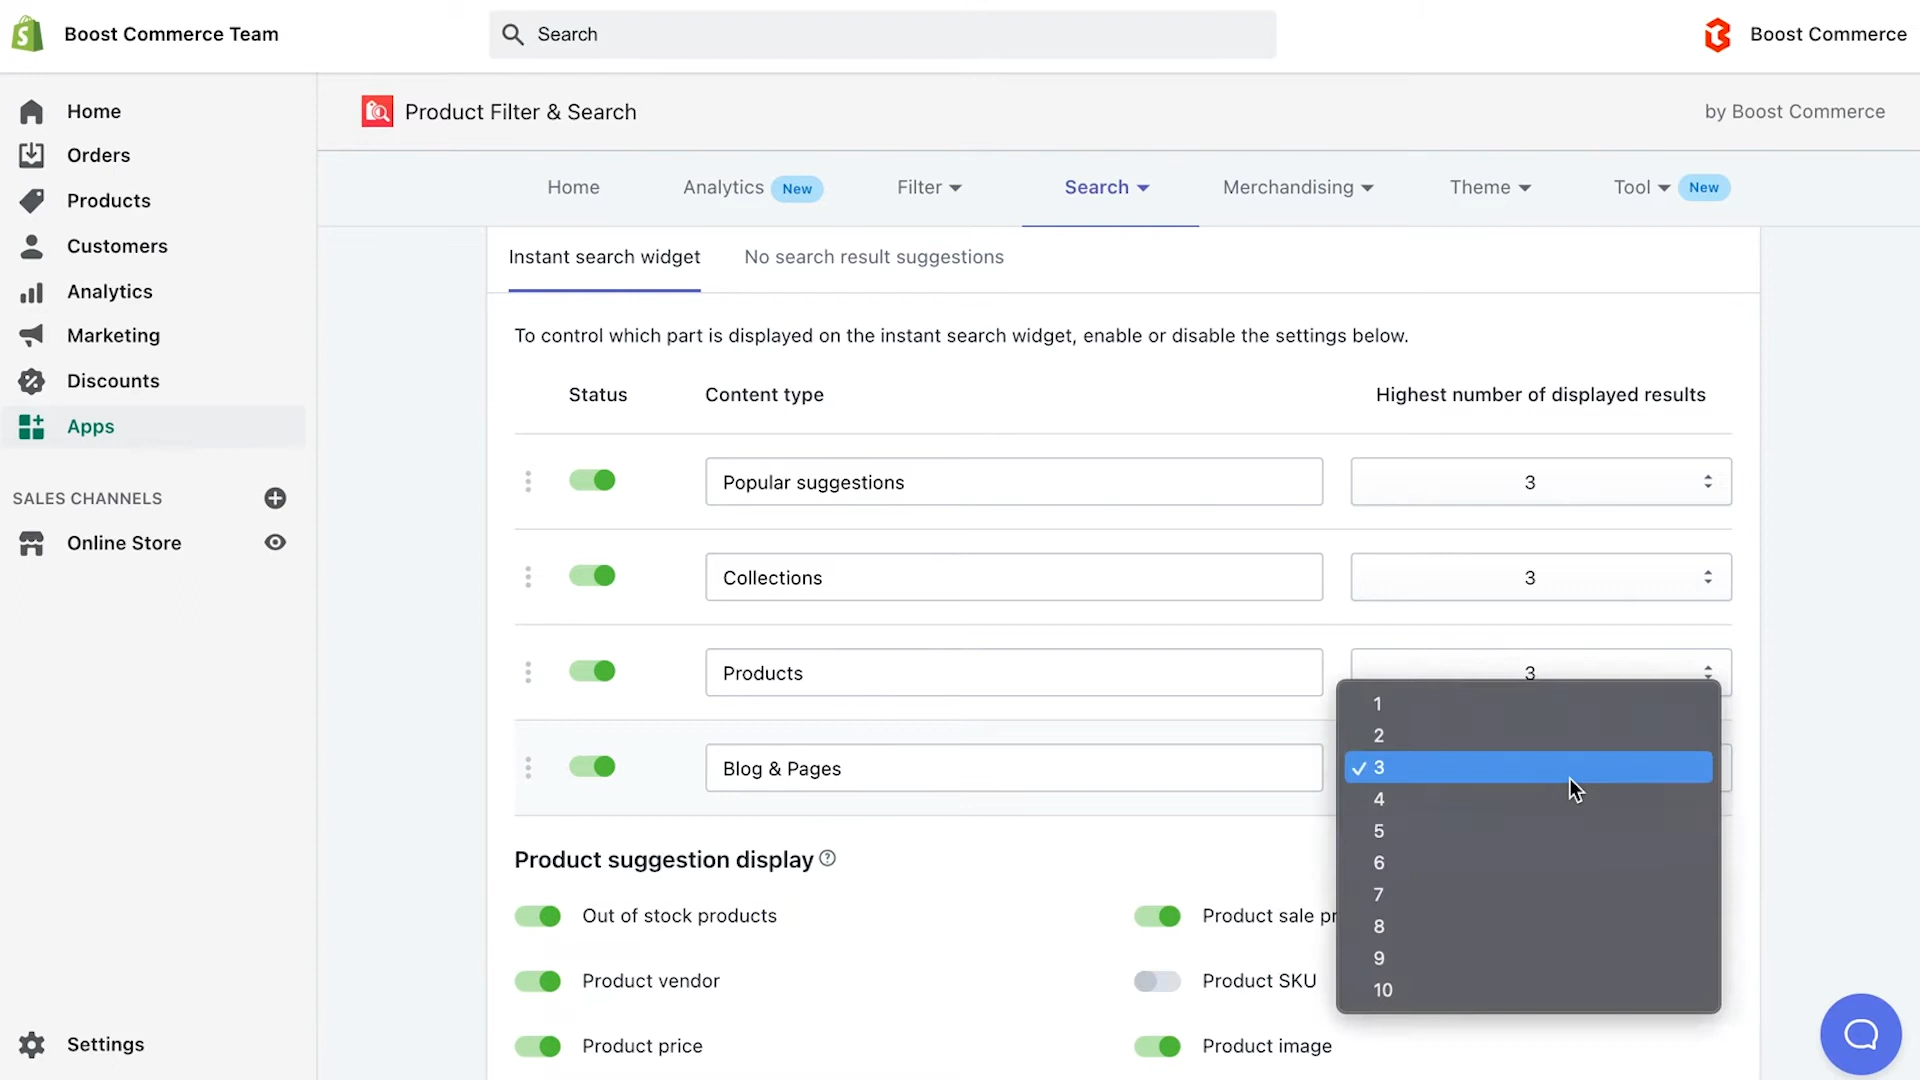 Boost Commerce Team
Search
Boost Commerce
Home
Orders
Products
Customers
Analytics
Marketing
Discounts
Apps
SALES CHANNELS
Online Store
Settings
Product Filter & Search
by Boost Commerce
Home
Analytics New
Filter
Search
Merchandising
Theme
Tool New
Instant search widget
No search result suggestions
To control which part is displayed on the instant search widget, enable or disable the settings below.
Status Content type Highest number of displayed results
Popular suggestions 3
Collections 3
Products 3
Blog & Pages
1
2
3
4
5
6
7
8
9
10
Product suggestion display
Out of stock products
Product sale pr
Product vendor
Product SKU
Product price
Product image